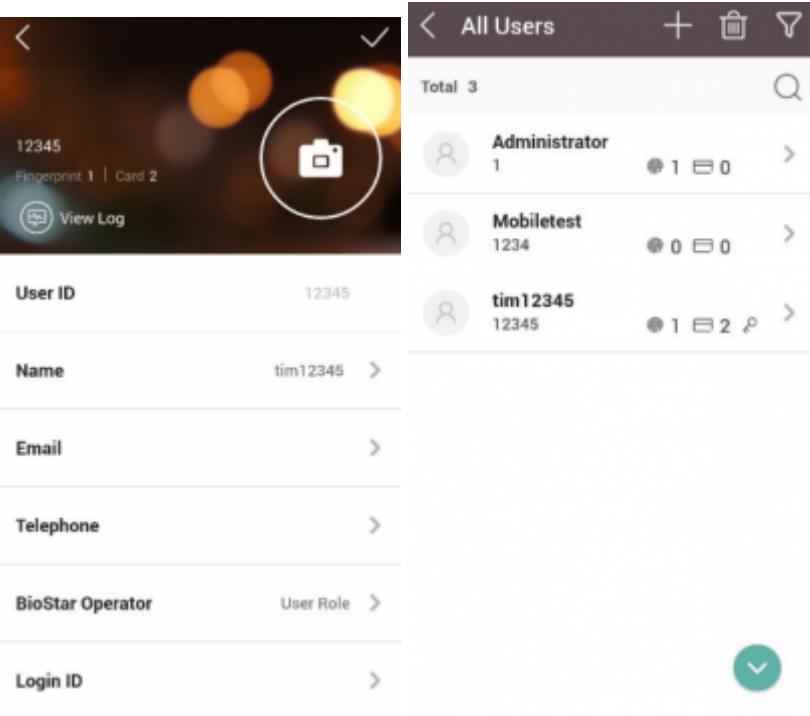 12345
Fingerprint 1 | Card 2
View Log
User ID 12345
Name tim12345
Email
Telephone
BioStar Operator User Role
Login ID
All Users
Total 3
Administrator
1 1 0
Mobiletest
1234 0 0
tim12345
12345 1 2